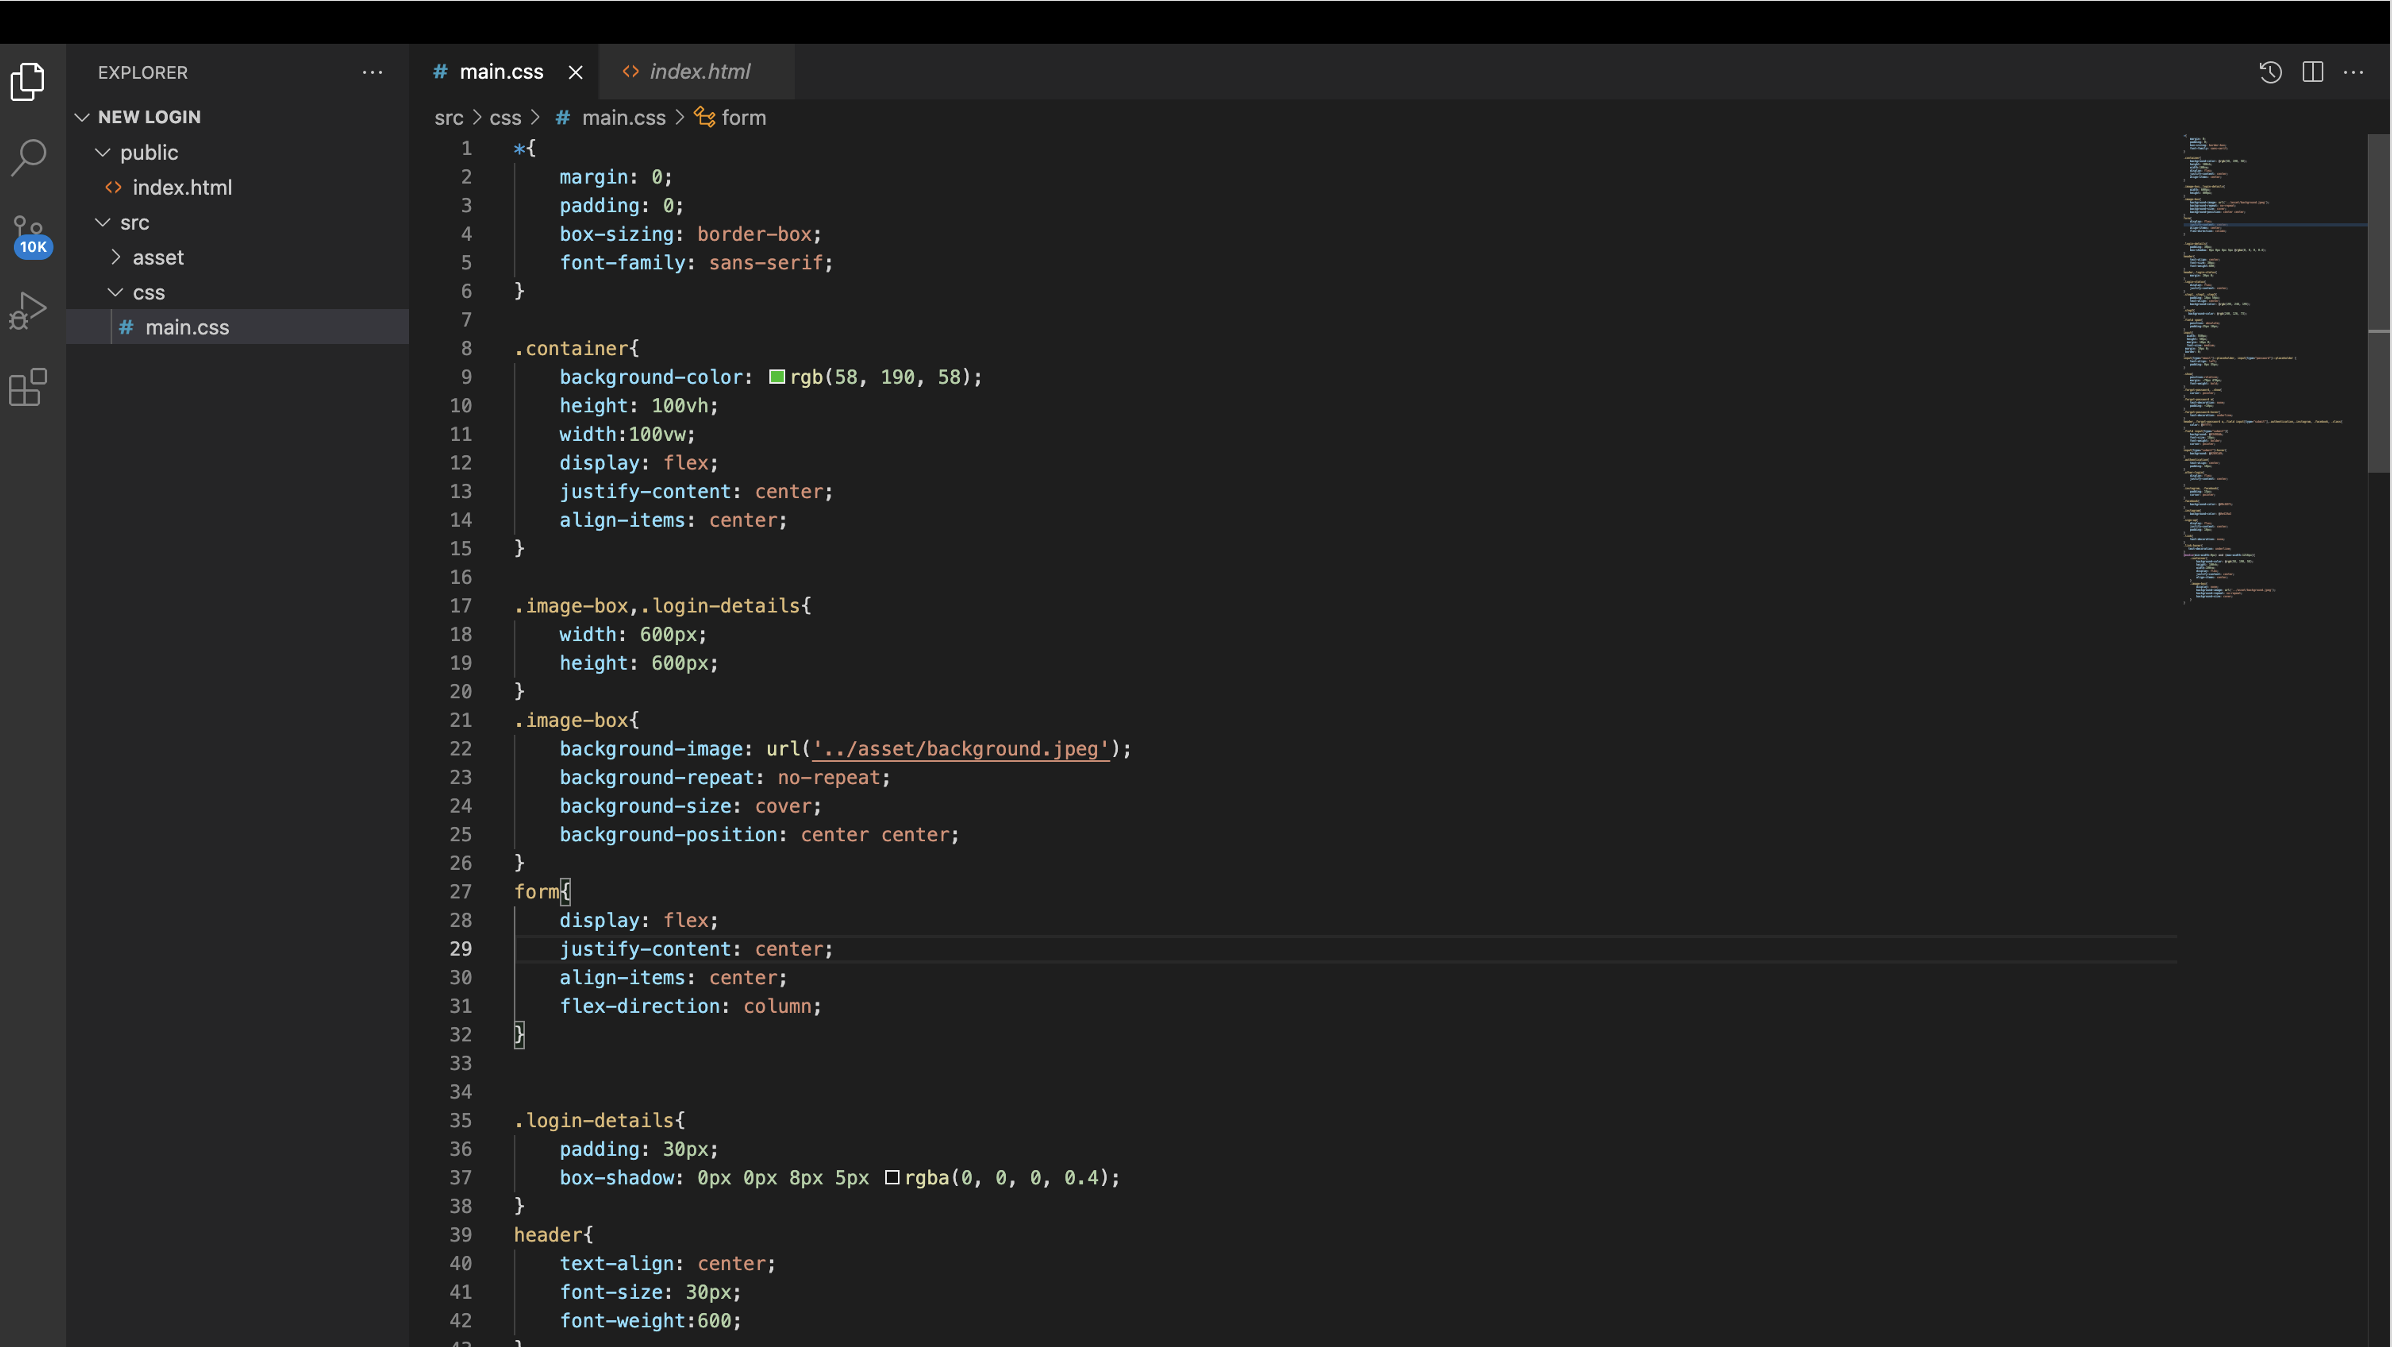 EXPLORER
NEW LOGIN
public
index.html
src
asset
css
# main.css
10K
# main.css
index.html
src > css > # main.css > form
1 *{
2 margin: 0;
3 padding: 0;
4 box-sizing: border-box;
5 font-family: sans-serif;
6 }
7
8 .container{
9 background-color: rgb(58, 190, 58);
10 height: 100vh;
11 width:100vw;
12 display: flex;
13 justify-content: center;
14 align-items: center;
15 }
16
17 .image-box,.login-details{
18 width: 600px;
19 height: 600px;
20 }
21 .image-box{
22 background-image: url('../asset/background.jpeg');
23 background-repeat: no-repeat;
24 background-size: cover;
25 background-position: center center;
26 }
27 form{
28 display: flex;
29 justify-content: center;
30 align-items: center;
31 flex-direction: column;
32 }
33
34
35 .login-details{
36 padding: 30px;
37 box-shadow: 0px 0px 8px 5px rgba(0, 0, 0, 0.4);
38 }
39 header{
40 text-align: center;
41 font-size: 30px;
42 font-weight:600;